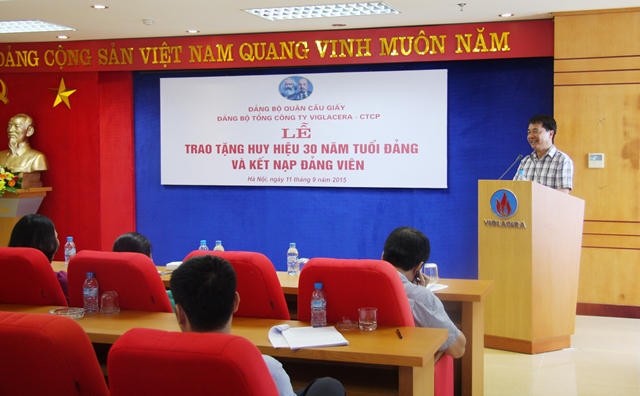 ĐẢNG CỘNG SẢN VIỆT NAM QUANG VINH MUÔN NĂM
ĐẢNG BỘ QUẬN CẦU GIẤY
ĐẢNG BỘ TỔNG CÔNG TY VIGLACERA - CTCP
LỄ
TRAO TẶNG HUY HIỆU 30 NĂM TUỔI ĐẢNG
VÀ KẾT NẠP ĐẢNG VIÊN
Hà Nội, ngày 11 tháng 9 năm 2015
VIGLACERA